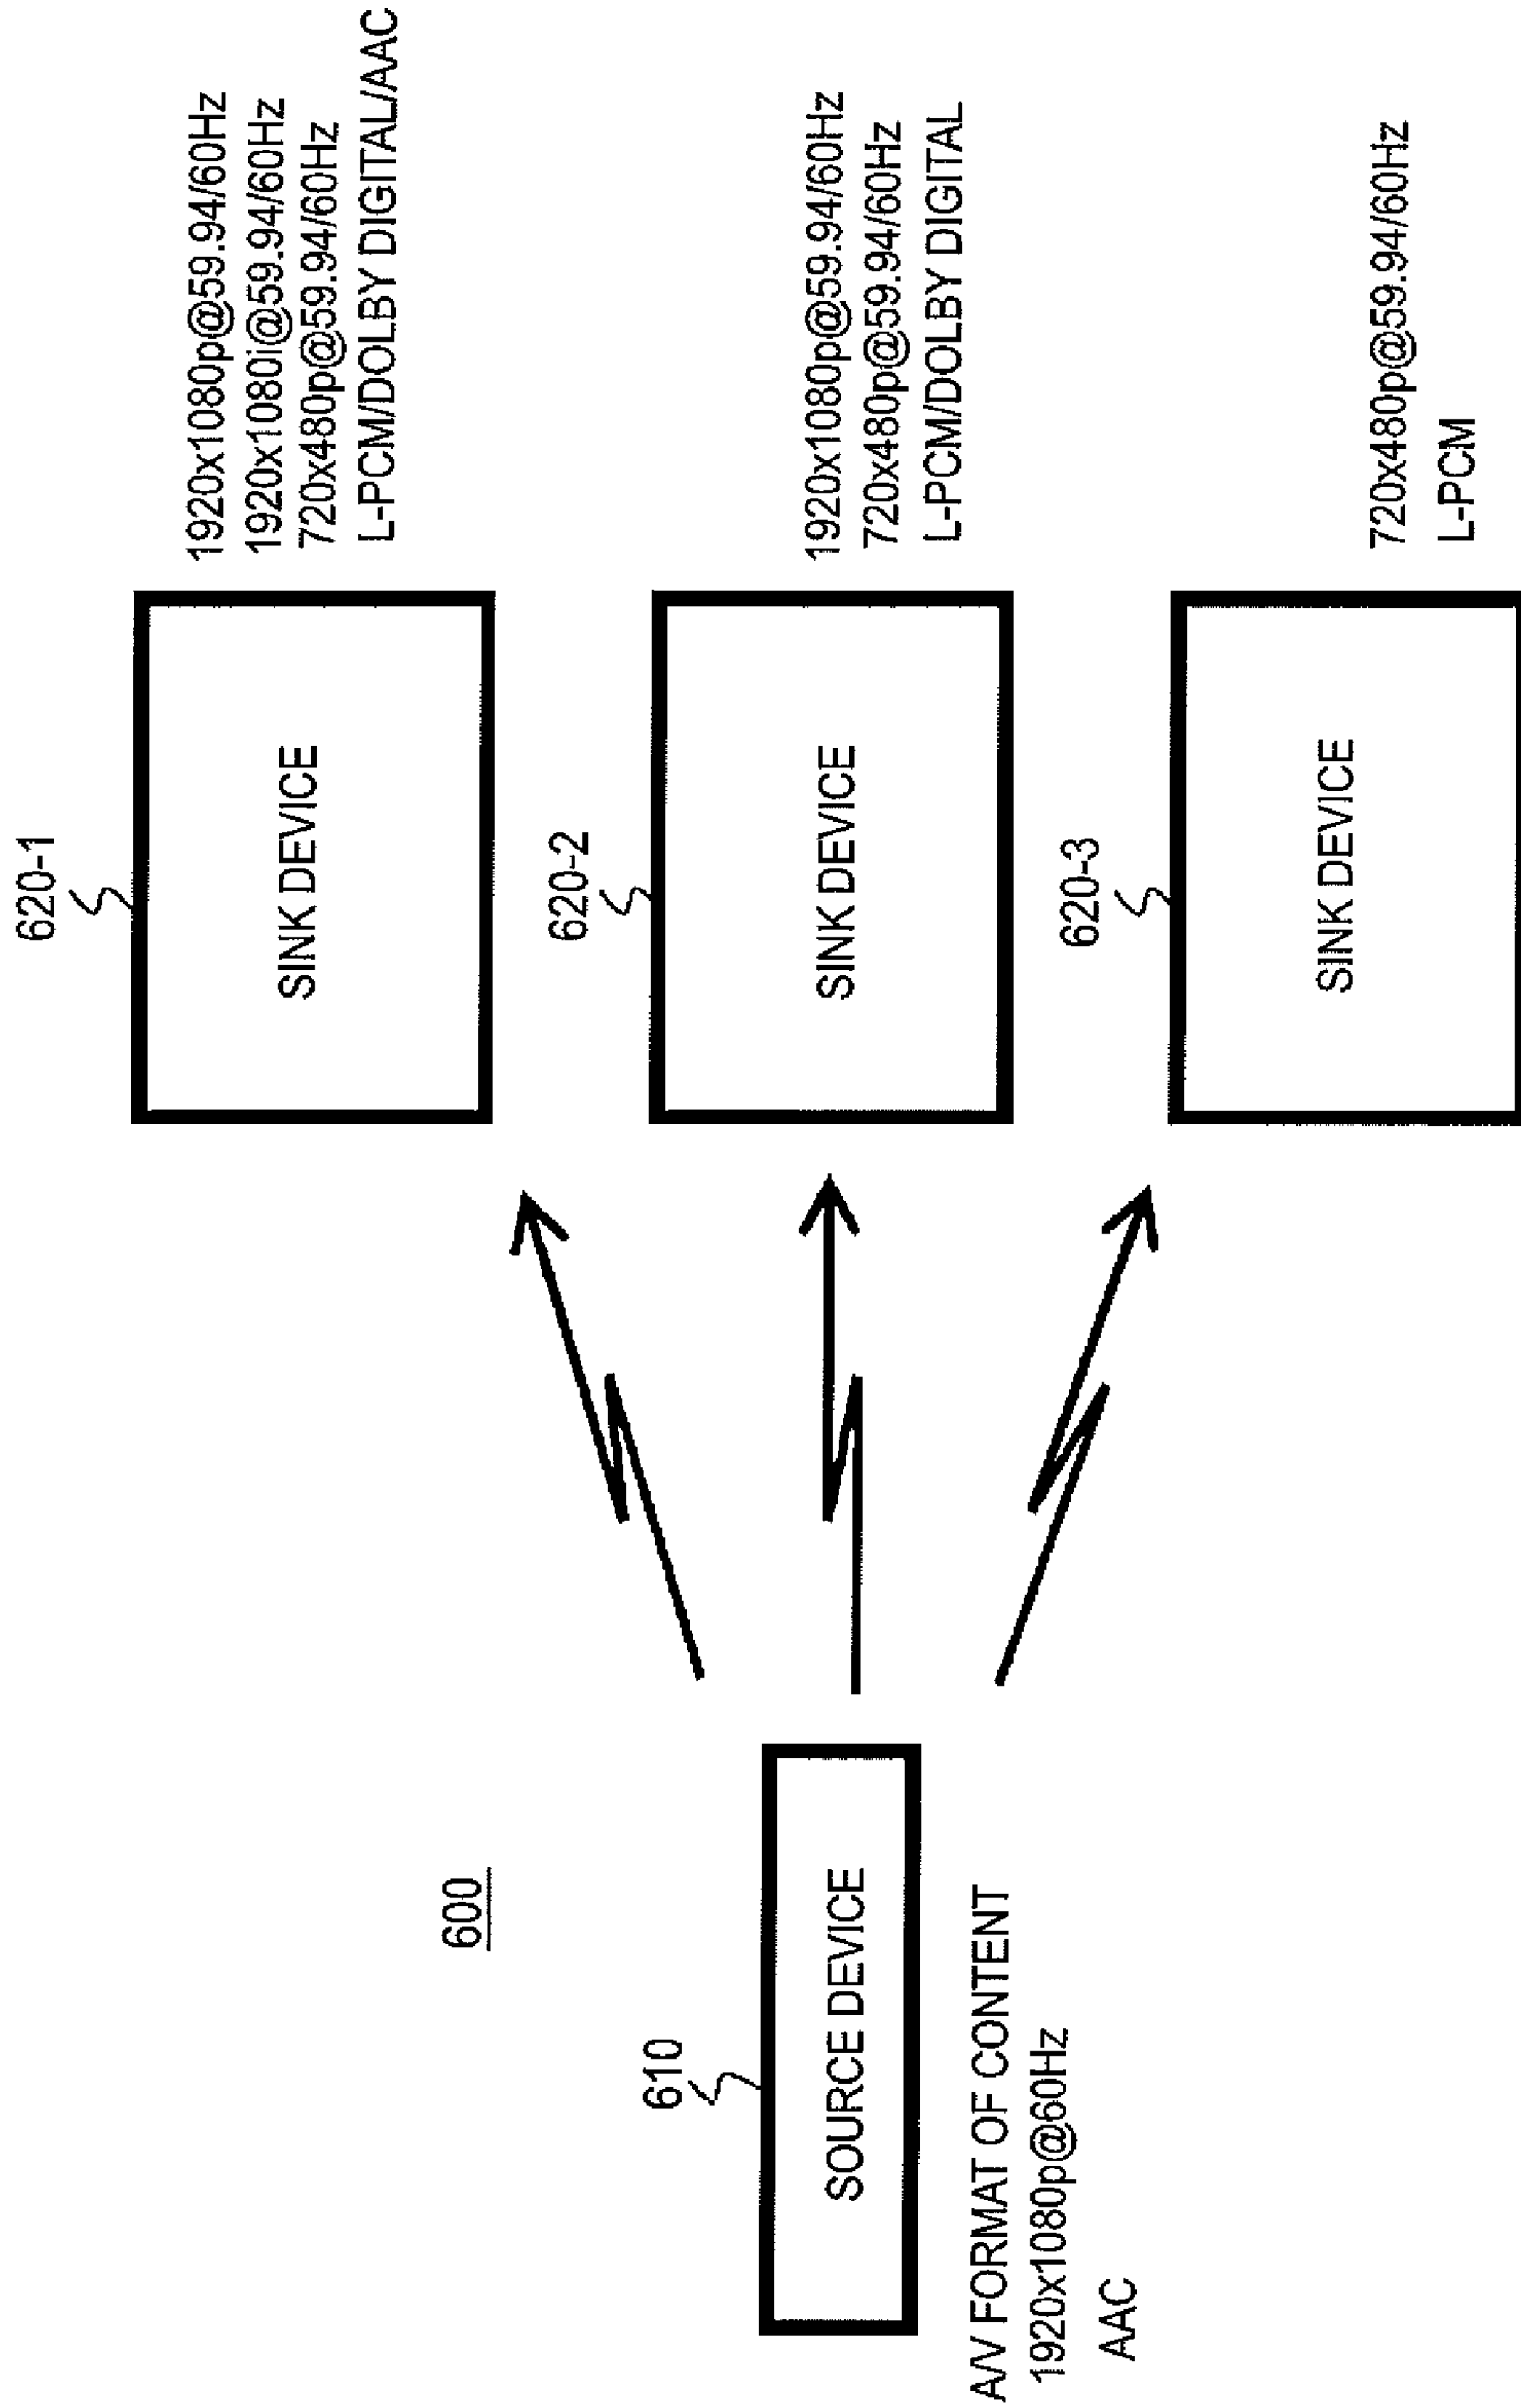 600
610
SOURCE DEVICE
A/V FORMAT OF CONTENT
1920x1080p@60Hz
AAC
620-1
SINK DEVICE
1920x1080p@59.94/60Hz
1920x1080i@59.94/60Hz
720x480p@59.94/60Hz
L-PCM/DOLBY DIGITAL/AAC
620-2
SINK DEVICE
1920x1080p@59.94/60Hz
720x480p@59.94/60Hz
L-PCM/DOLBY DIGITAL
620-3
SINK DEVICE
720x480p@59.94/60Hz
L-PCM